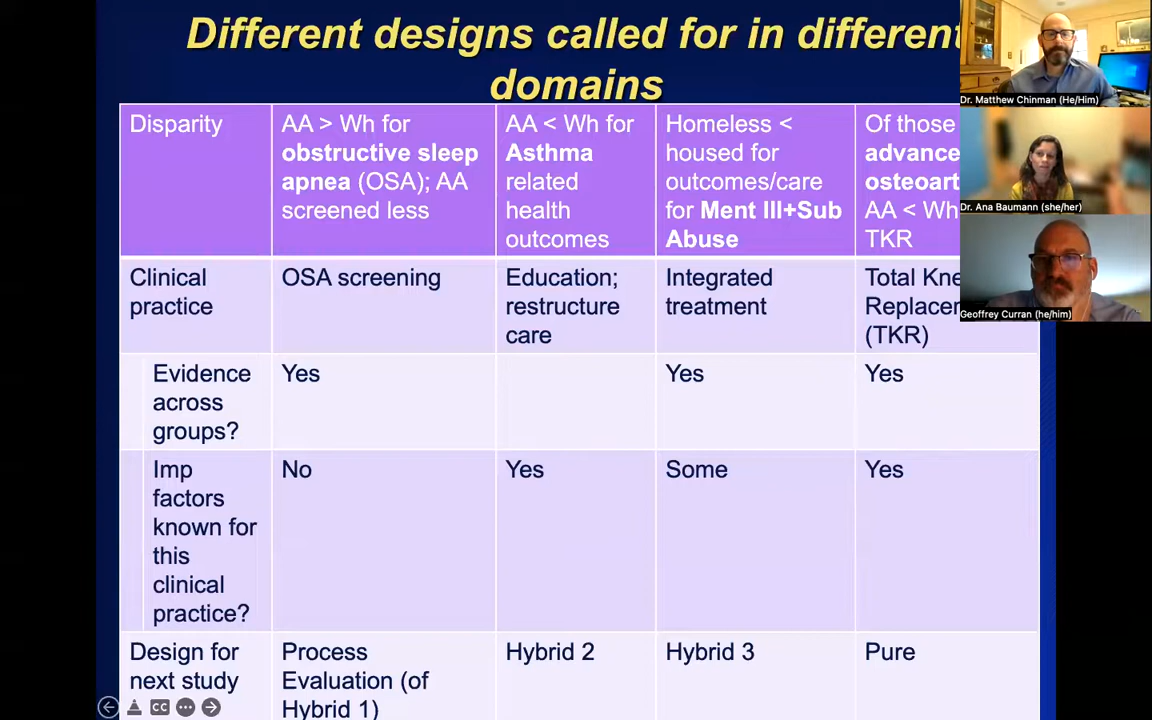 Different designs called for in different
domains
Disparity
AA > Wh for
obstructive sleep
apnea (OSA); AA
screened less
AA < Wh for
Asthma
related
health
outcomes
Homeless <
housed for
outcomes/care
for Ment Ill+Sub
Abuse
Of those
AA < Wh
TKR
Clinical
practice
OSA screening
Education;
restructure
care
Integrated
treatment
Total
(TKR)
Evidence
across
groups?
Yes
Yes
Yes
Imp
factors
known for
this
clinical
practice?
No
Yes
Some
Yes
Design for
next study
Process
Evaluation (of
Hybrid 1)
Hybrid 2
Hybrid 3
Pure
Dr. Matthew Chinman (He/Him)
Dr. Ana Baumann (she/her)
Geoffrey Curran (he/him)
CC